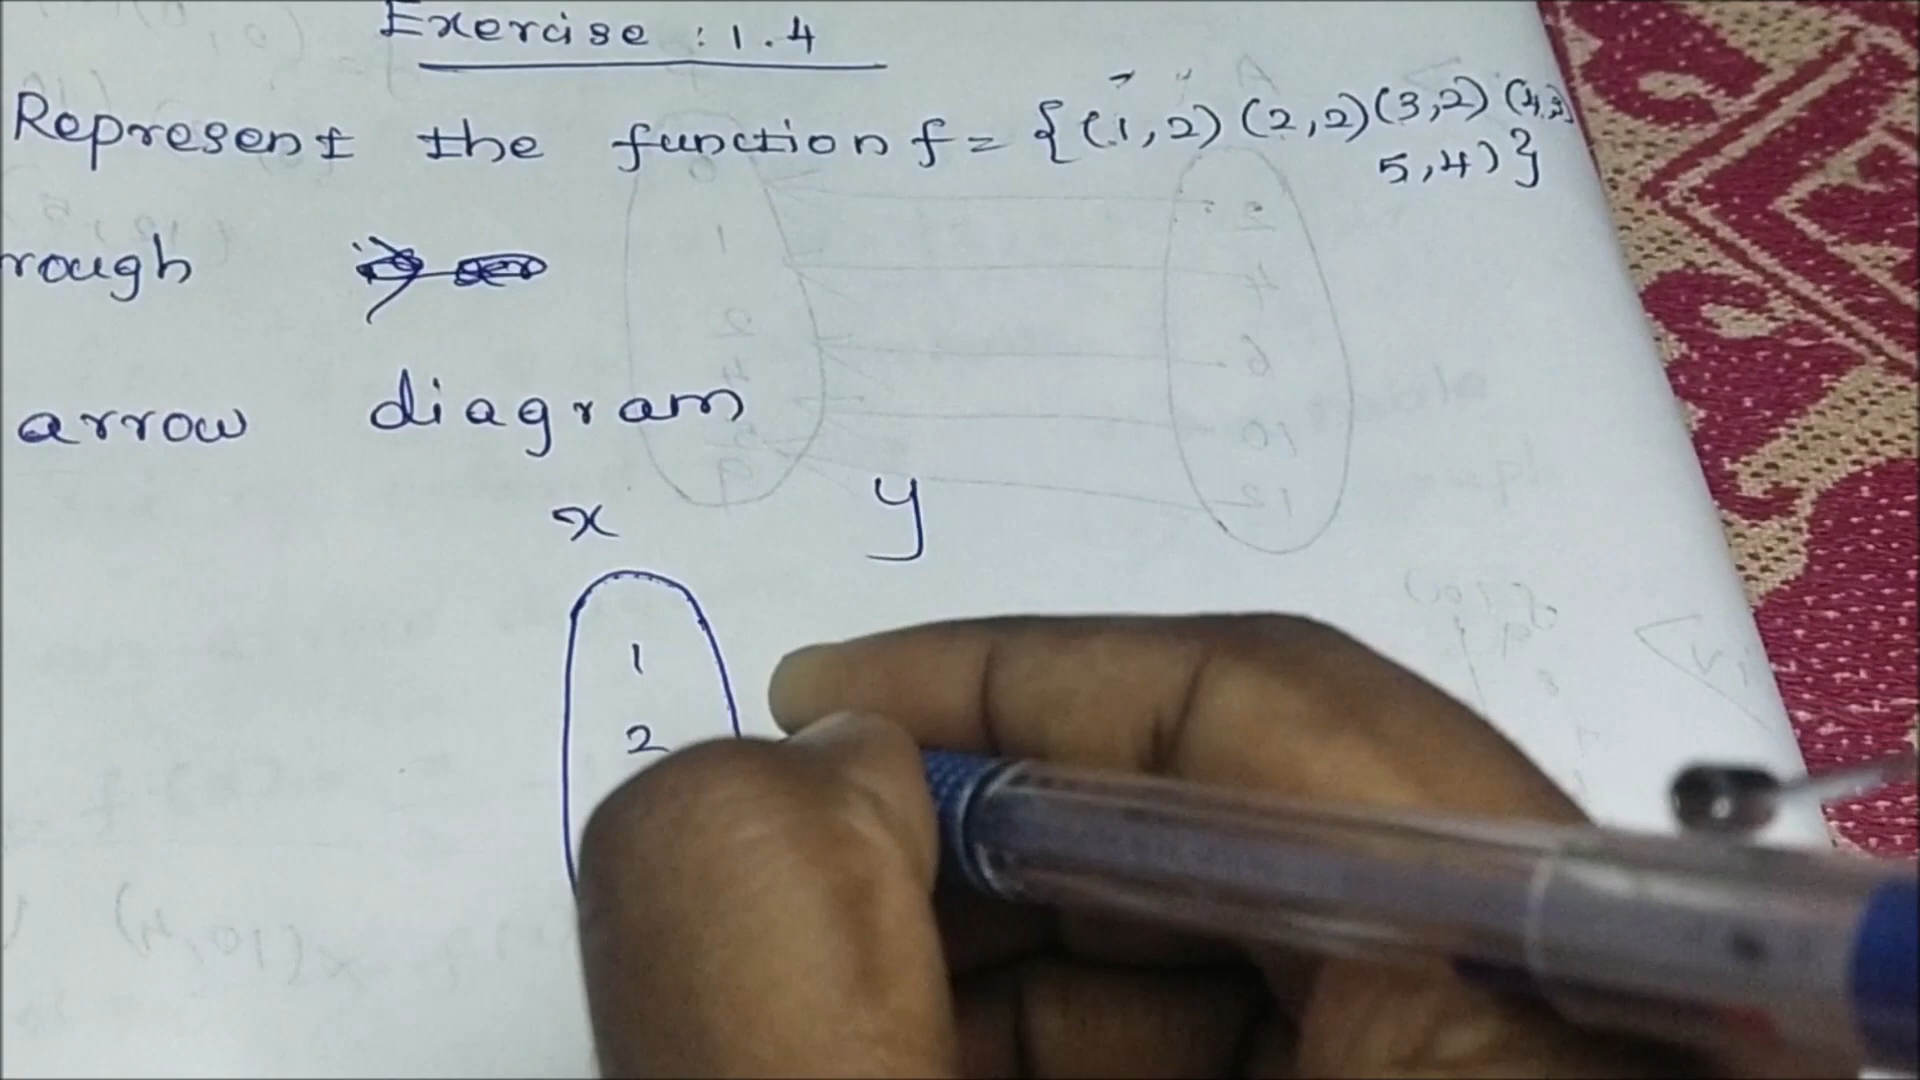 Exercise : 1.4
Represent the function f = {(1,2) (2,2) (3,2) (4,3)
5,4)}
rough
arrow diagram
x y
1
2